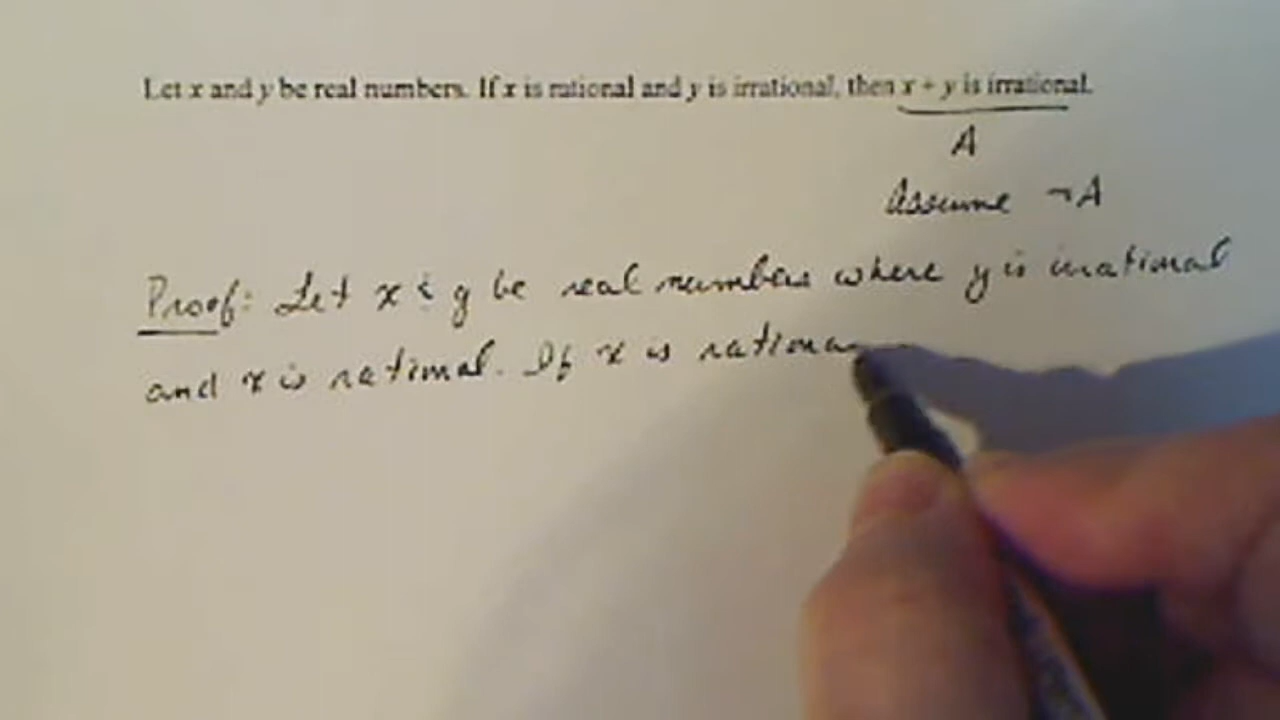 Let x and y be real numbers. If x is rational and y is irrational, then x + y is irrational.
A
Assume ¬A
Proof: Let x & y be real numbers where y is irrational
and x is rational. If x is rationa